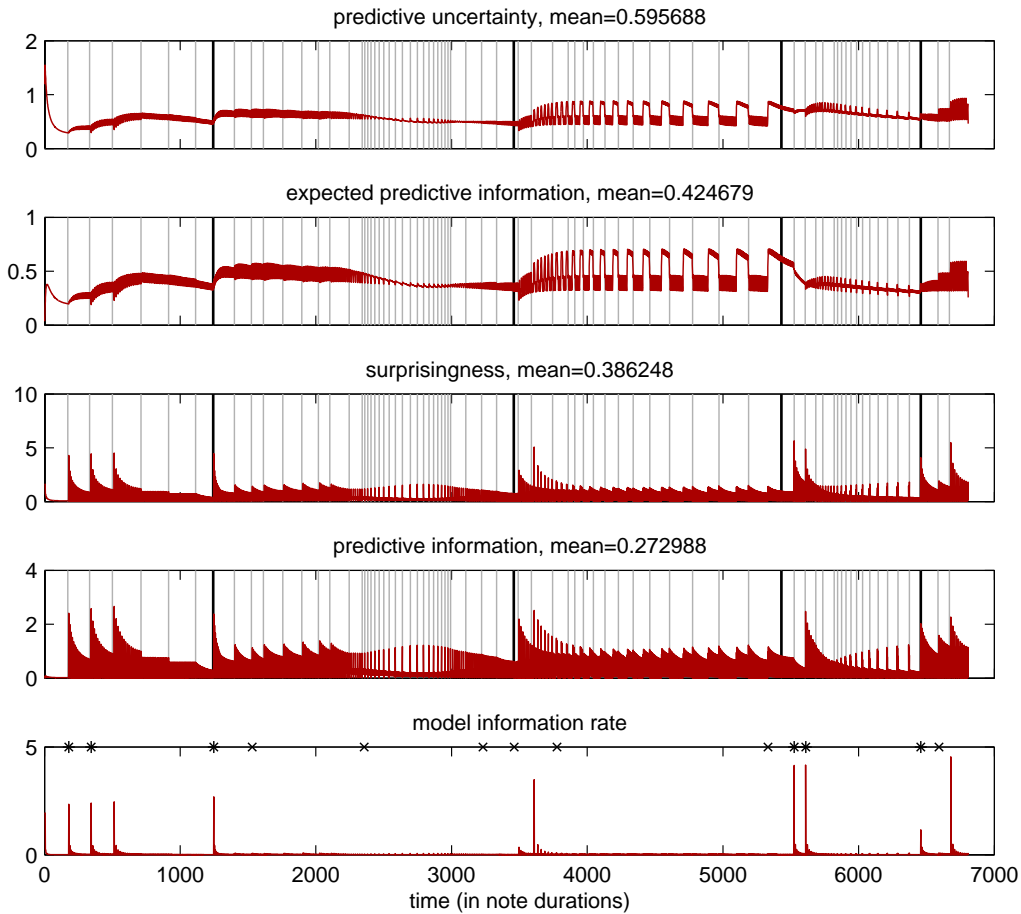 predictive uncertainty, mean=0.595688
2
1
0
expected predictive information, mean=0.424679
1
0.5
0
surprisingness, mean=0.386248
10
5
0
predictive information, mean=0.272988
4
2
0
model information rate
5
0
0 1000 2000 3000 4000 5000 6000 7000
time (in note durations)